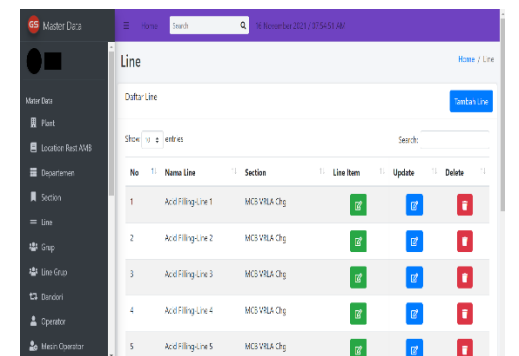 GS Master Data
Home
Search
16 November 2021 / 07:54:51 AM
Line
Home / Line
Mater Data
Plant
Location Rest AMB
Departemen
Section
Line
Grup
Line Grup
Dandori
Operator
Mesin Operator
Daftar Line
Tambah Line
Show 10 entries
Search:
No Nama Line Section Line Item Update Delete
1 Acid Filling-Line 1 MCB VRLA Chg
2 Acid Filling-Line 2 MCB VRLA Chg
3 Acid Filling-Line 3 MCB VRLA Chg
4 Acid Filling-Line 4 MCB VRLA Chg
5 Acid Filling-Line 5 MCB VRLA Chg